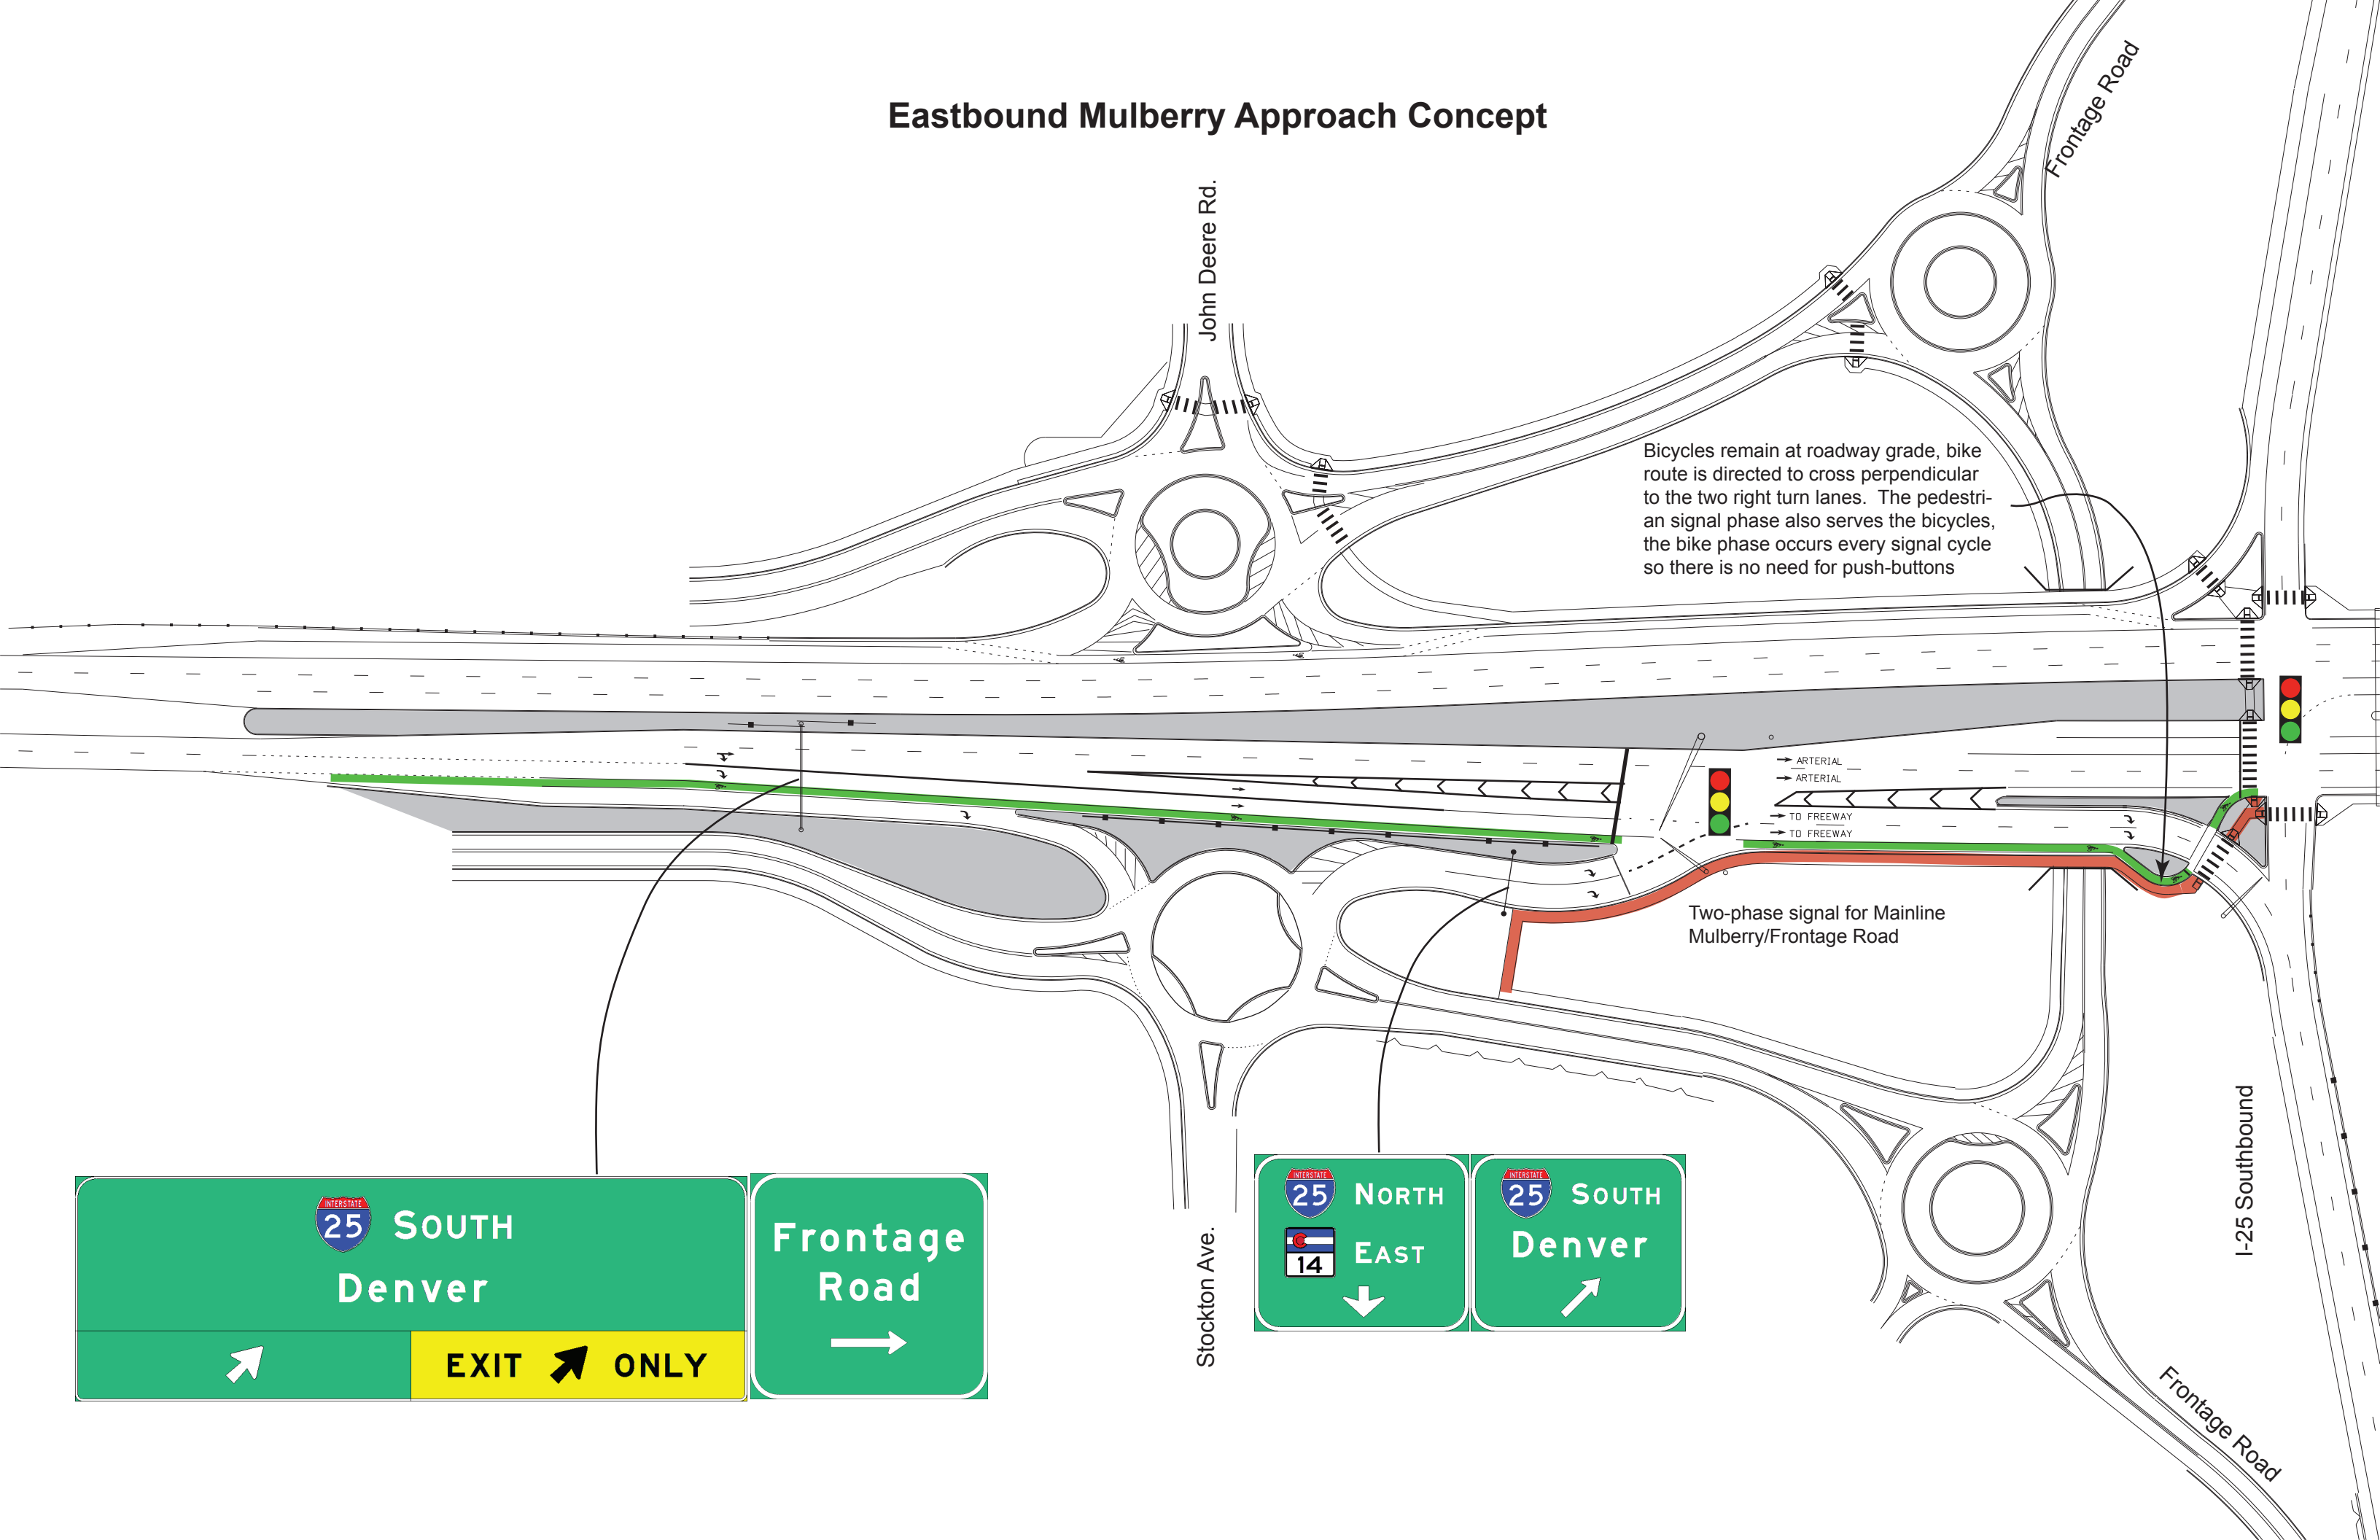 Eastbound Mulberry Approach Concept
John Deere Rd.
Frontage Road
Bicycles remain at roadway grade, bike
route is directed to cross perpendicular
to the two right turn lanes.  The pedestri-
an signal phase also serves the bicycles,
the bike phase occurs every signal cycle
so there is no need for push-buttons
ARTERIAL
ARTERIAL
TO FREEWAY
TO FREEWAY
Two-phase signal for Mainline
Mulberry/Frontage Road
I-25 Southbound
Stockton Ave.
Frontage Road
INTERSTATE
25 SOUTH
Denver
EXIT ONLY
Frontage
Road
INTERSTATE
25 NORTH
14 EAST
INTERSTATE
25 SOUTH
Denver